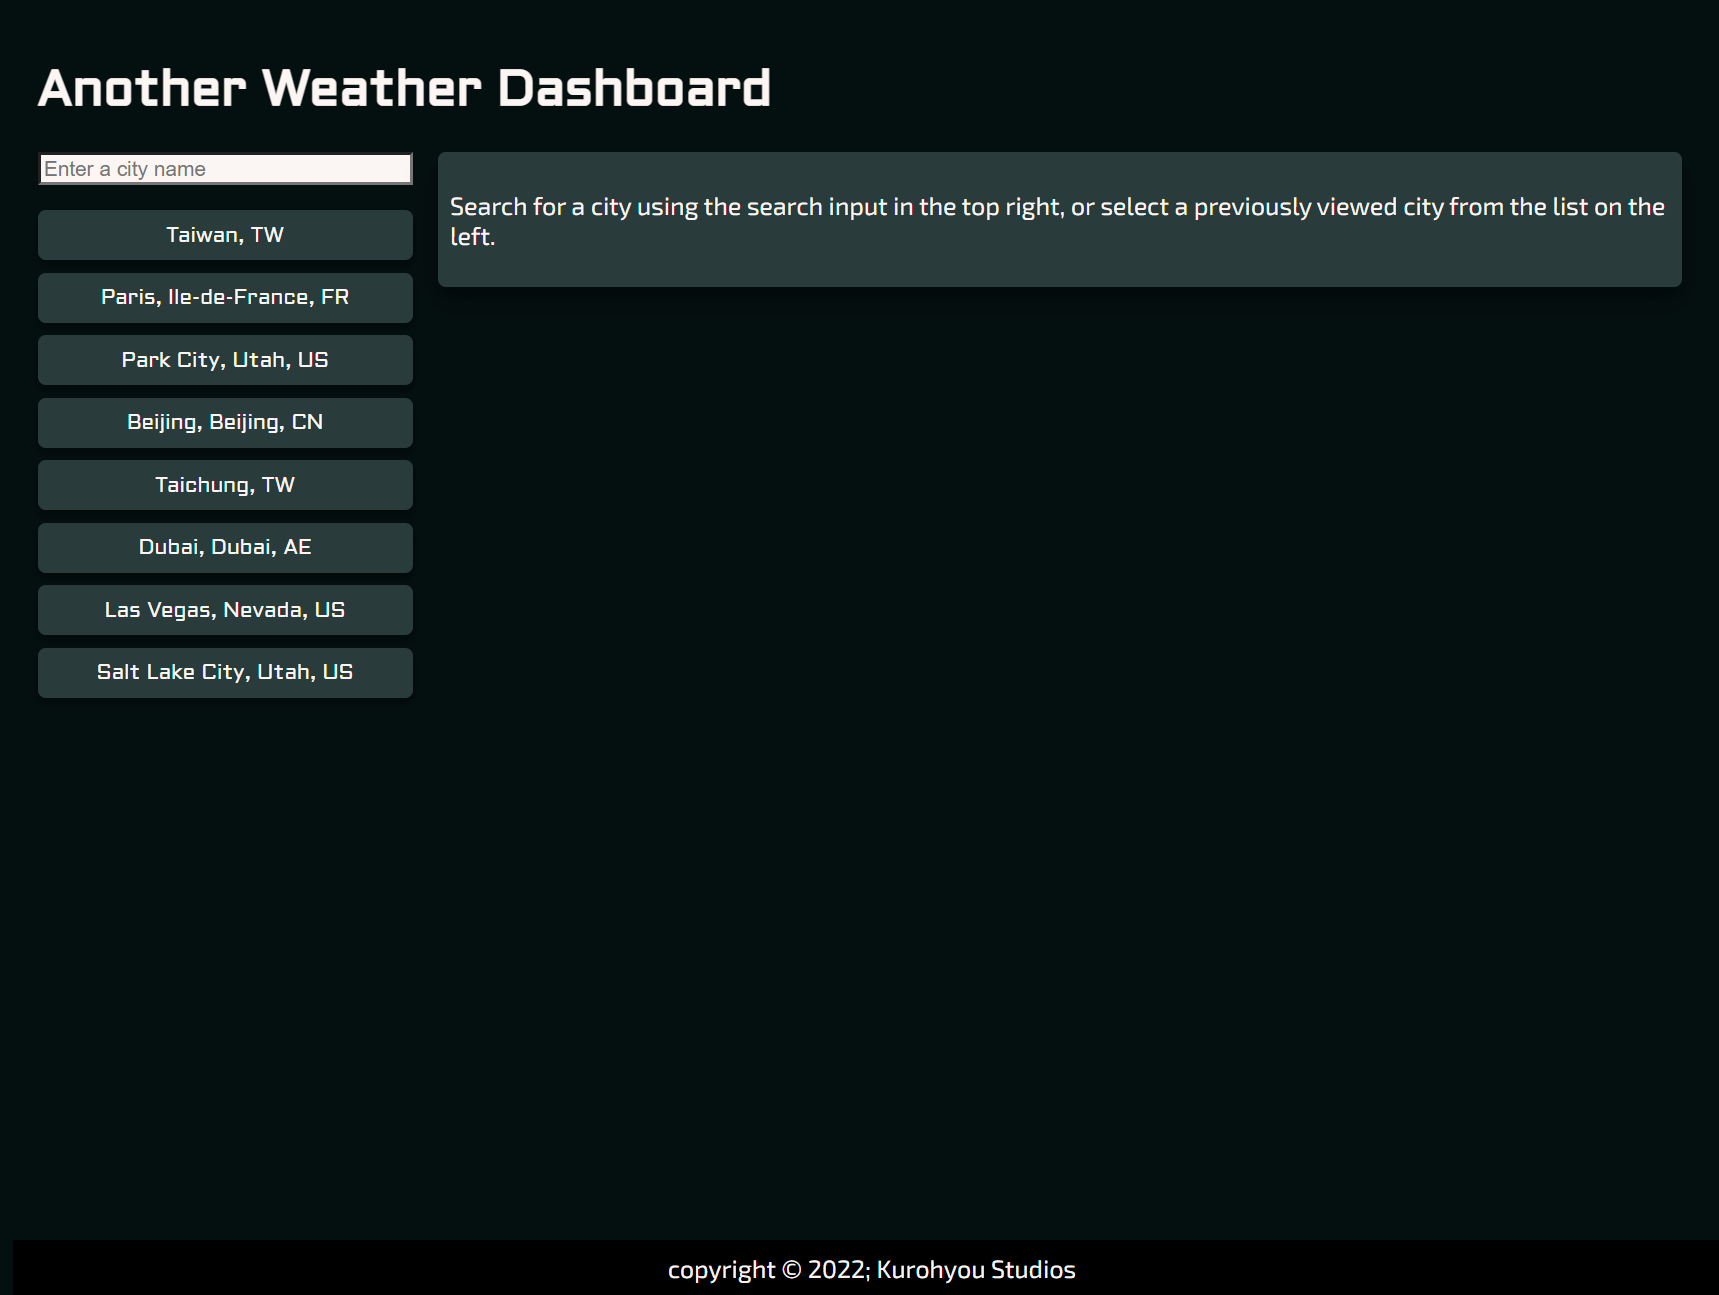 Another Weather Dashboard
Enter a city name
Taiwan, TW
Paris, Ile-de-France, FR
Park City, Utah, US
Beijing, Beijing, CN
Taichung, TW
Dubai, Dubai, AE
Las Vegas, Nevada, US
Salt Lake City, Utah, US
Search for a city using the search input in the top right, or select a previously viewed city from the list on the
left.
copyright © 2022; Kurohyou Studios